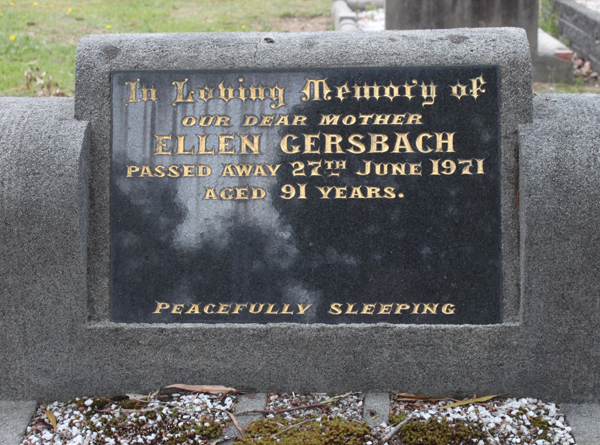 In Loving Memory of
OUR DEAR MOTHER
ELLEN GERSBACH
PASSED AWAY 27TH JUNE 1971
AGED 91 YEARS.
PEACEFULLY SLEEPING